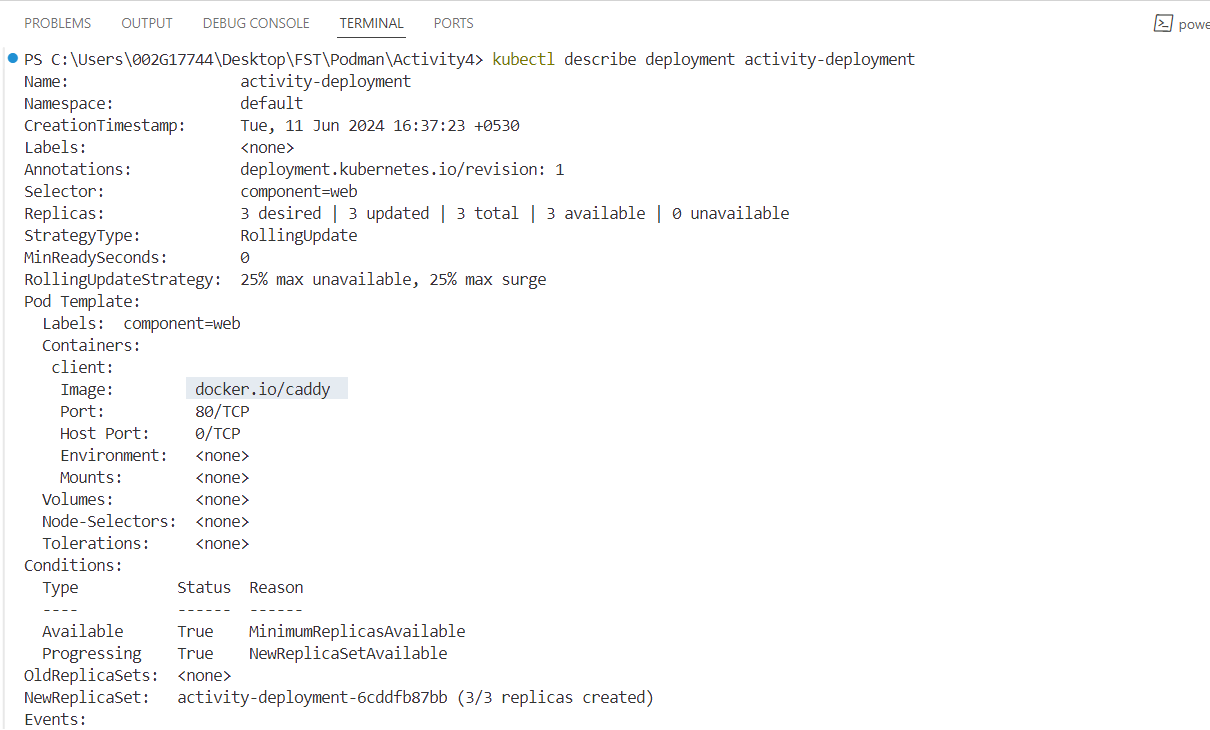 PROBLEMS OUTPUT DEBUG CONSOLE TERMINAL PORTS
PS C:\Users\002G17744\Desktop\FST\Podman\Activity4> kubectl describe deployment activity-deployment
Name: activity-deployment
Namespace: default
CreationTimestamp: Tue, 11 Jun 2024 16:37:23 +0530
Labels: <none>
Annotations: deployment.kubernetes.io/revision: 1
Selector: component=web
Replicas: 3 desired | 3 updated | 3 total | 3 available | 0 unavailable
StrategyType: RollingUpdate
MinReadySeconds: 0
RollingUpdateStrategy: 25% max unavailable, 25% max surge
Pod Template:
Labels: component=web
Containers:
client:
Image: docker.io/caddy
Port: 80/TCP
Host Port: 0/TCP
Environment: <none>
Mounts: <none>
Volumes: <none>
Node-Selectors: <none>
Tolerations: <none>
Conditions:
Type Status Reason
---- ------ ------
Available True MinimumReplicasAvailable
Progressing True NewReplicaSetAvailable
OldReplicaSets: <none>
NewReplicaSet: activity-deployment-6cddfb87bb (3/3 replicas created)
Events: